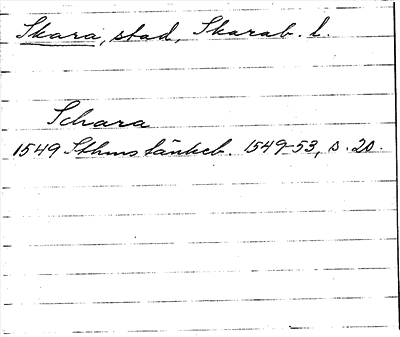 Skara, stad, Skarab. l.
Schara
1549 Sthms tänkeb. 1549-53, s. 20.